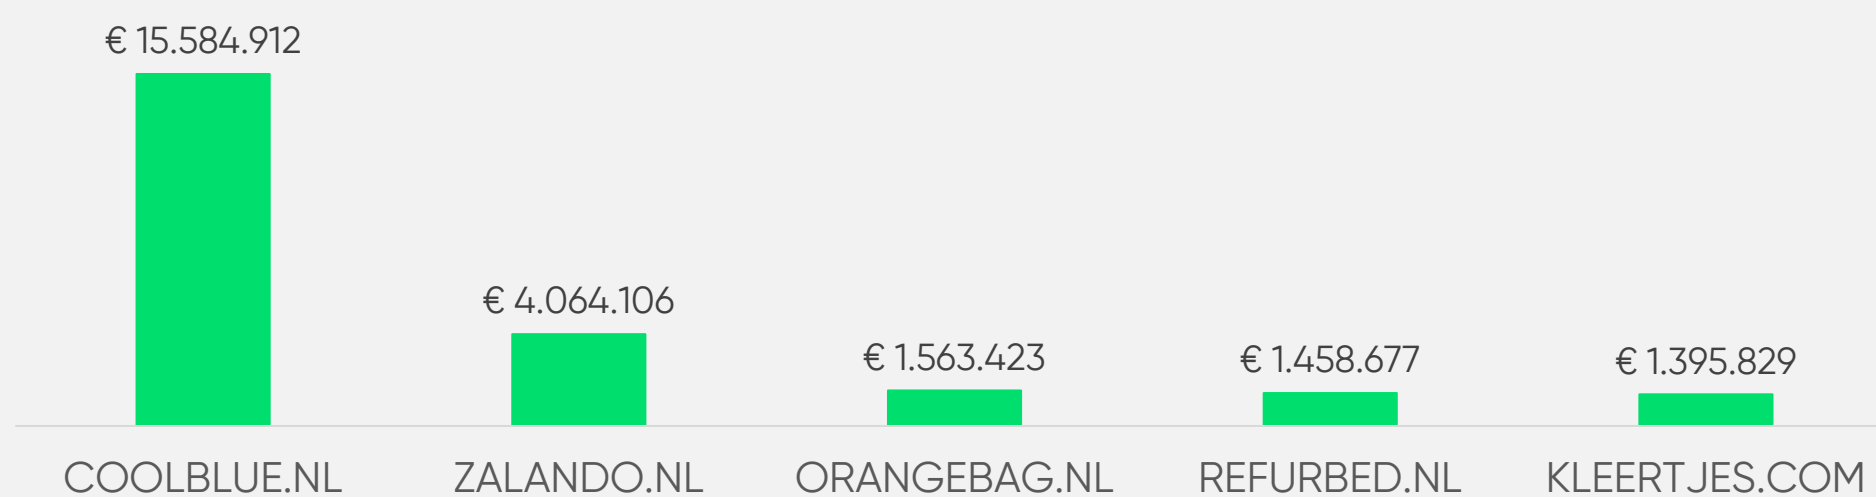 € 15.584.912
€ 4.064.106
€ 1.563.423
€ 1.458.677
€ 1.395.829
COOLBLUE.NL
ZALANDO.NL
ORANGEBAG.NL
REFURBED.NL
KLEERTJES.COM